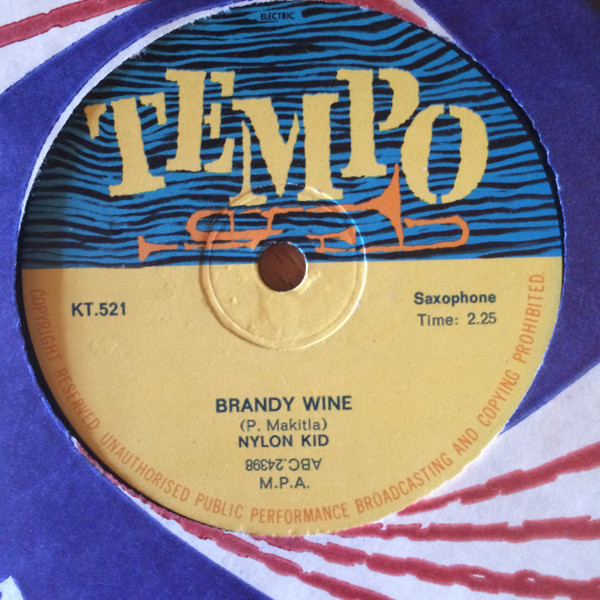 ELECTRIC
TEMPO
KT.521
Saxophone
Time: 2.25
BRANDY WINE
(P. Makitla)
NYLON KID
ABC.24398
M.P.A.
COPYRIGHT RESERVED. UNAUTHORISED PUBLIC PERFORMANCE BROADCASTING AND COPYING PROHIBITED.